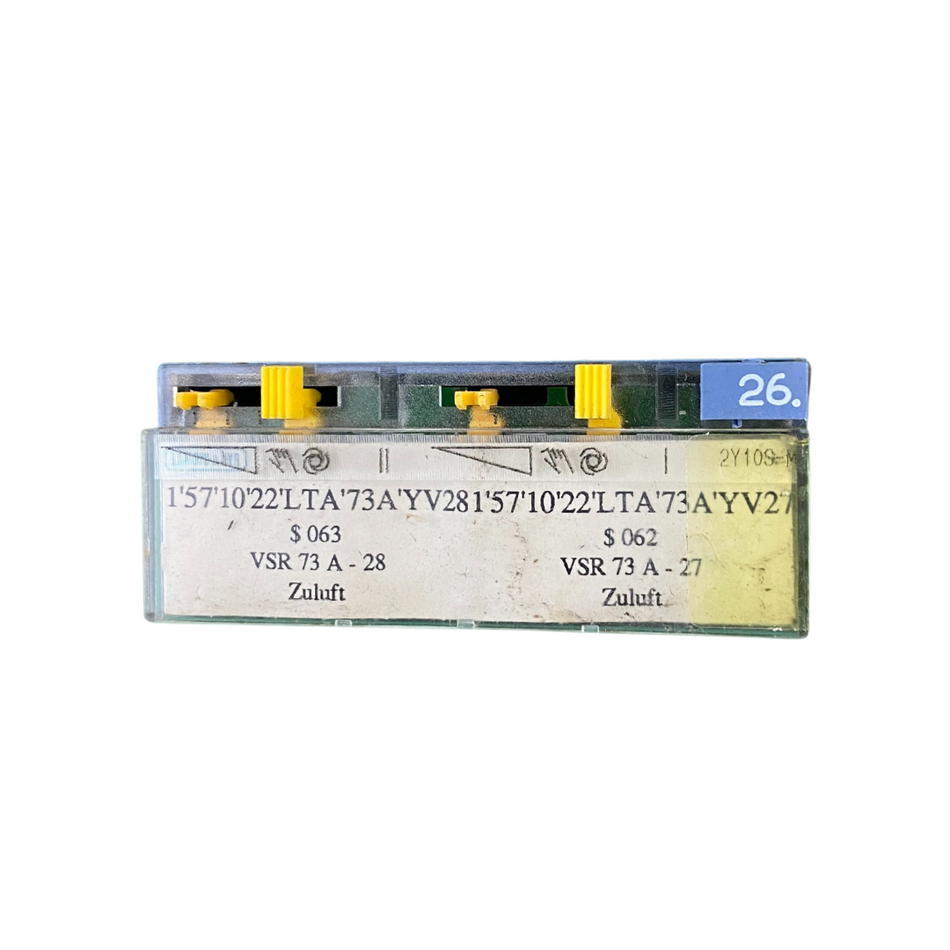 26.
2Y10S-M
1'57'10'22'LTA'73A'YV28 1'57'10'22'LTA'73A'YV27
$ 063
VSR 73 A - 28
Zuluft
$ 062
VSR 73 A - 27
Zuluft